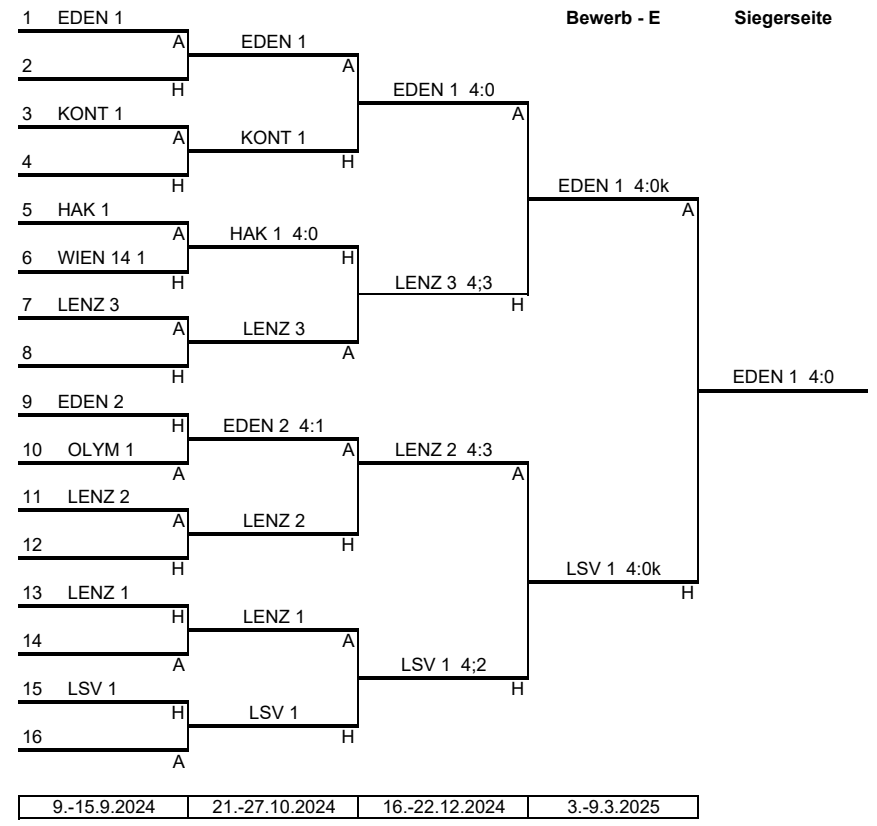 1 EDEN 1 Bewerb - E Siegerseite
A EDEN 1
2 A
H EDEN 1 4:0
3 KONT 1 A
A KONT 1
4 H
H EDEN 1 4:0k
5 HAK 1 A
A HAK 1 4:0
6 WIEN 14 1 H
H LENZ 3 4;3
7 LENZ 3 H
A LENZ 3
8 A
H EDEN 1 4:0
9 EDEN 2
H EDEN 2 4:1
10 OLYM 1 A LENZ 2 4:3
A A
11 LENZ 2
A LENZ 2
12 H
H LSV 1 4:0k
13 LENZ 1 H
H LENZ 1
14 A
A LSV 1 4;2
15 LSV 1 H
H LSV 1
16 H
A
9.-15.9.2024 21.-27.10.2024 16.-22.12.2024 3.-9.3.2025